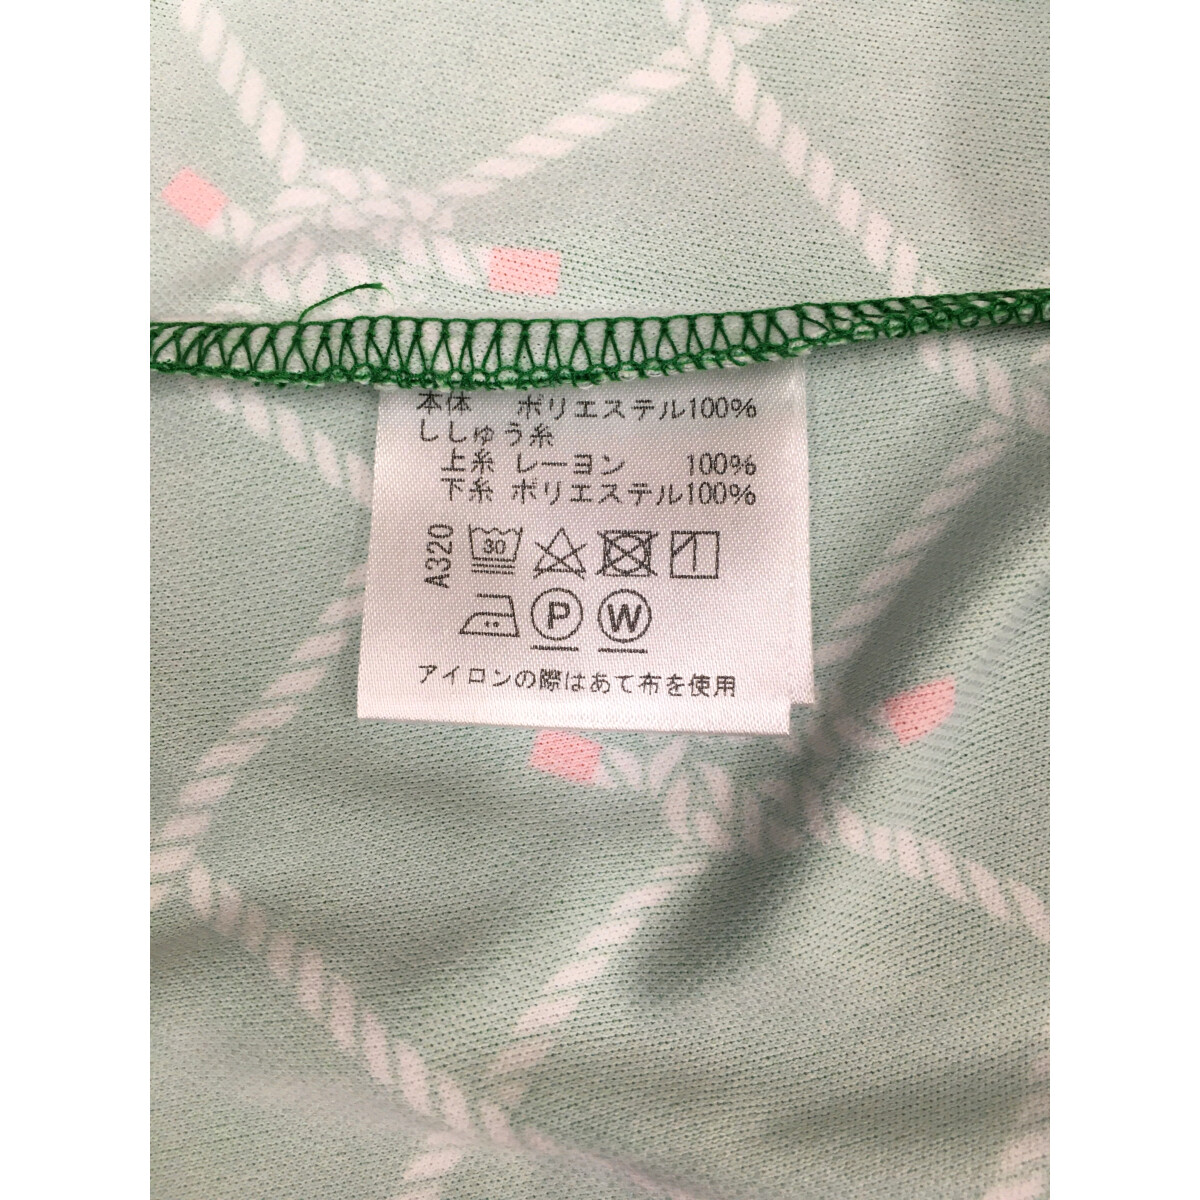 本体 ポリエステル100%
ししゅう糸
上糸 レーヨン 100%
下糸 ポリエステル100%
A320
30
P W
アイロンの際はあて布を使用